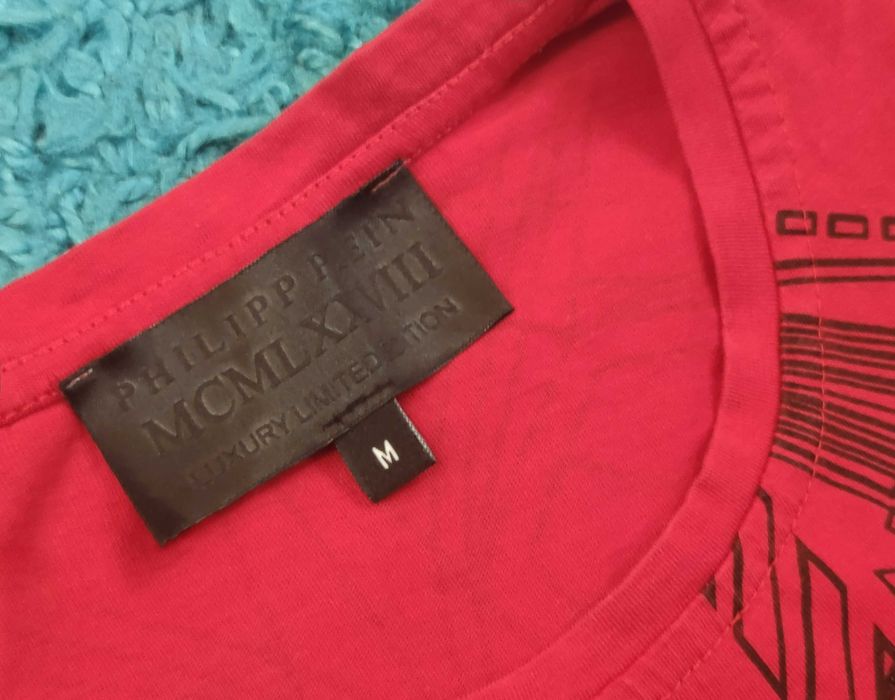 PHILIPP PLEIN
MCMLXXVIII
LUXURY LIMITED EDITION
M